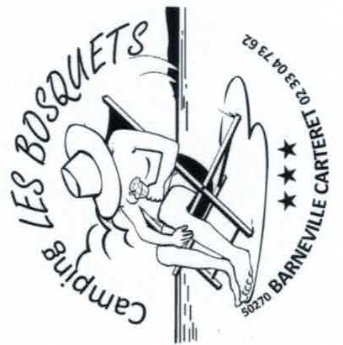 Camping LES BOSQUETS
★★★
50270 BARNEVILLE CARTERET 02 33 04 73 62